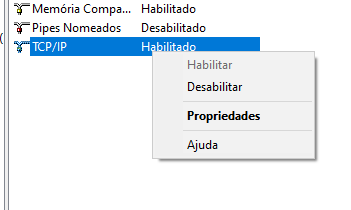 Memória Compa... Habilitado
Pipes Nomeados Desabilitado
TCP/IP Habilitado
Habilitar
Desabilitar
Propriedades
Ajuda